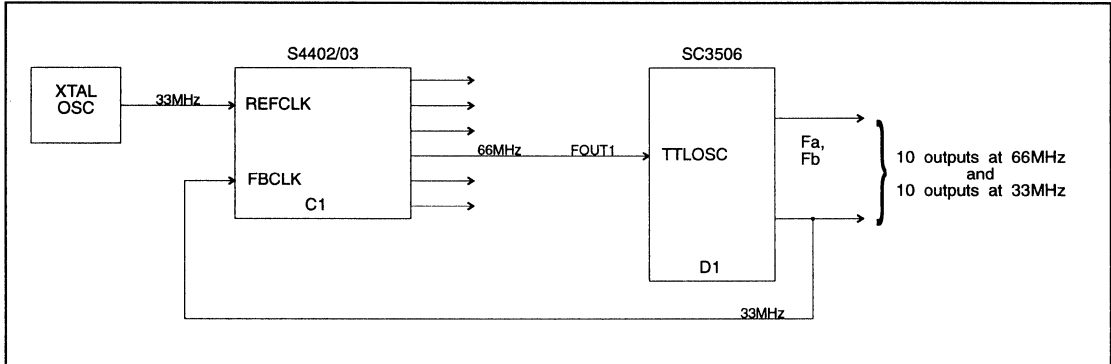 S4402/03
SC3506
XTAL
OSC
33MHz
REFCLK
66MHz
FOUT1
TTLOSC
Fa,
Fb
10 outputs at 66MHz
and
10 outputs at 33MHz
FBCLK
C1
D1
33MHz